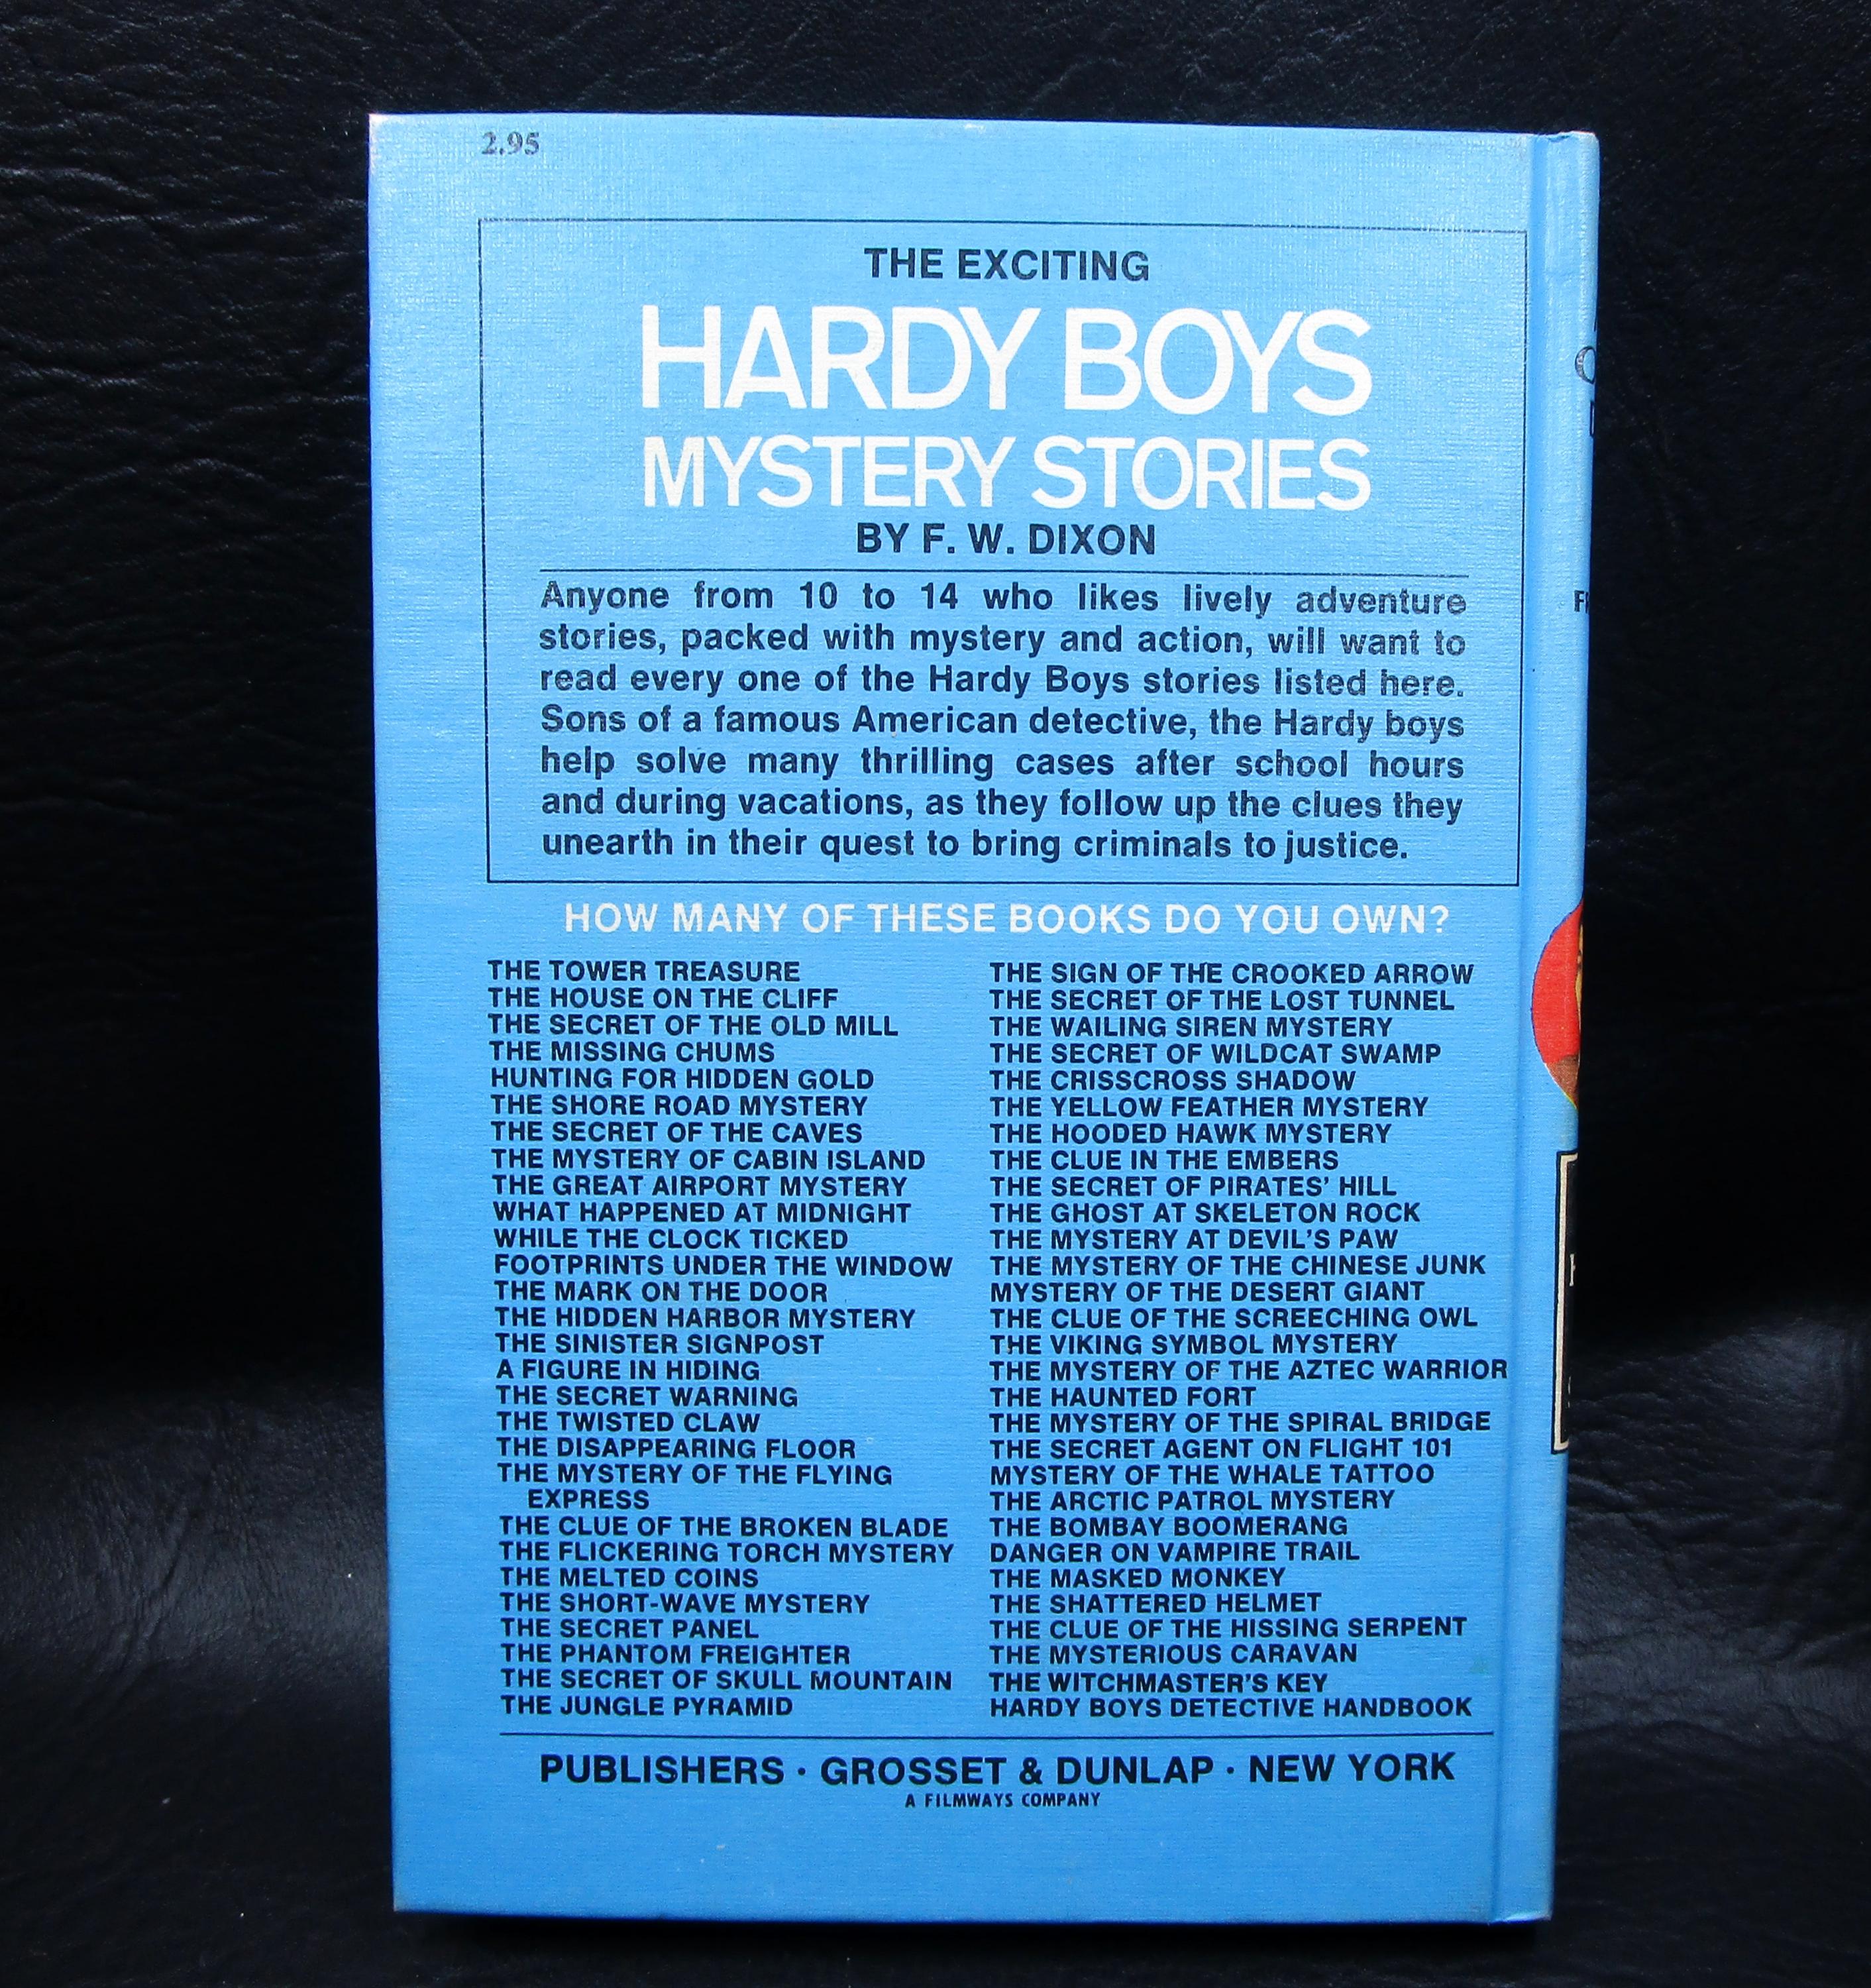 2.95
THE EXCITING
HARDY BOYS
MYSTERY STORIES
BY F. W. DIXON
Anyone from 10 to 14 who likes lively adventure
stories, packed with mystery and action, will want to
read every one of the Hardy Boys stories listed here.
Sons of a famous American detective, the Hardy boys
help solve many thrilling cases after school hours
and during vacations, as they follow up the clues they
unearth in their quest to bring criminals to justice.
HOW MANY OF THESE BOOKS DO YOU OWN?
THE TOWER TREASURE
THE HOUSE ON THE CLIFF
THE SECRET OF THE OLD MILL
THE MISSING CHUMS
HUNTING FOR HIDDEN GOLD
THE SHORE ROAD MYSTERY
THE SECRET OF THE CAVES
THE MYSTERY OF CABIN ISLAND
THE GREAT AIRPORT MYSTERY
WHAT HAPPENED AT MIDNIGHT
WHILE THE CLOCK TICKED
FOOTPRINTS UNDER THE WINDOW
THE MARK ON THE DOOR
THE HIDDEN HARBOR MYSTERY
THE SINISTER SIGNPOST
A FIGURE IN HIDING
THE SECRET WARNING
THE TWISTED CLAW
THE DISAPPEARING FLOOR
THE MYSTERY OF THE FLYING
EXPRESS
THE CLUE OF THE BROKEN BLADE
THE FLICKERING TORCH MYSTERY
THE MELTED COINS
THE SHORT-WAVE MYSTERY
THE SECRET PANEL
THE PHANTOM FREIGHTER
THE SECRET OF SKULL MOUNTAIN
THE JUNGLE PYRAMID
THE SIGN OF THE CROOKED ARROW
THE SECRET OF THE LOST TUNNEL
THE WAILING SIREN MYSTERY
THE SECRET OF WILDCAT SWAMP
THE CRISSCROSS SHADOW
THE YELLOW FEATHER MYSTERY
THE HOODED HAWK MYSTERY
THE CLUE IN THE EMBERS
THE SECRET OF PIRATES' HILL
THE GHOST AT SKELETON ROCK
THE MYSTERY AT DEVIL'S PAW
THE MYSTERY OF THE CHINESE JUNK
MYSTERY OF THE DESERT GIANT
THE CLUE OF THE SCREECHING OWL
THE VIKING SYMBOL MYSTERY
THE MYSTERY OF THE AZTEC WARRIOR
THE HAUNTED FORT
THE MYSTERY OF THE SPIRAL BRIDGE
THE SECRET AGENT ON FLIGHT 101
MYSTERY OF THE WHALE TATTOO
THE ARCTIC PATROL MYSTERY
THE BOMBAY BOOMERANG
DANGER ON VAMPIRE TRAIL
THE MASKED MONKEY
THE SHATTERED HELMET
THE CLUE OF THE HISSING SERPENT
THE MYSTERIOUS CARAVAN
THE WITCHMASTER'S KEY
HARDY BOYS DETECTIVE HANDBOOK
PUBLISHERS · GROSSET & DUNLAP · NEW YORK
A FILMWAYS COMPANY